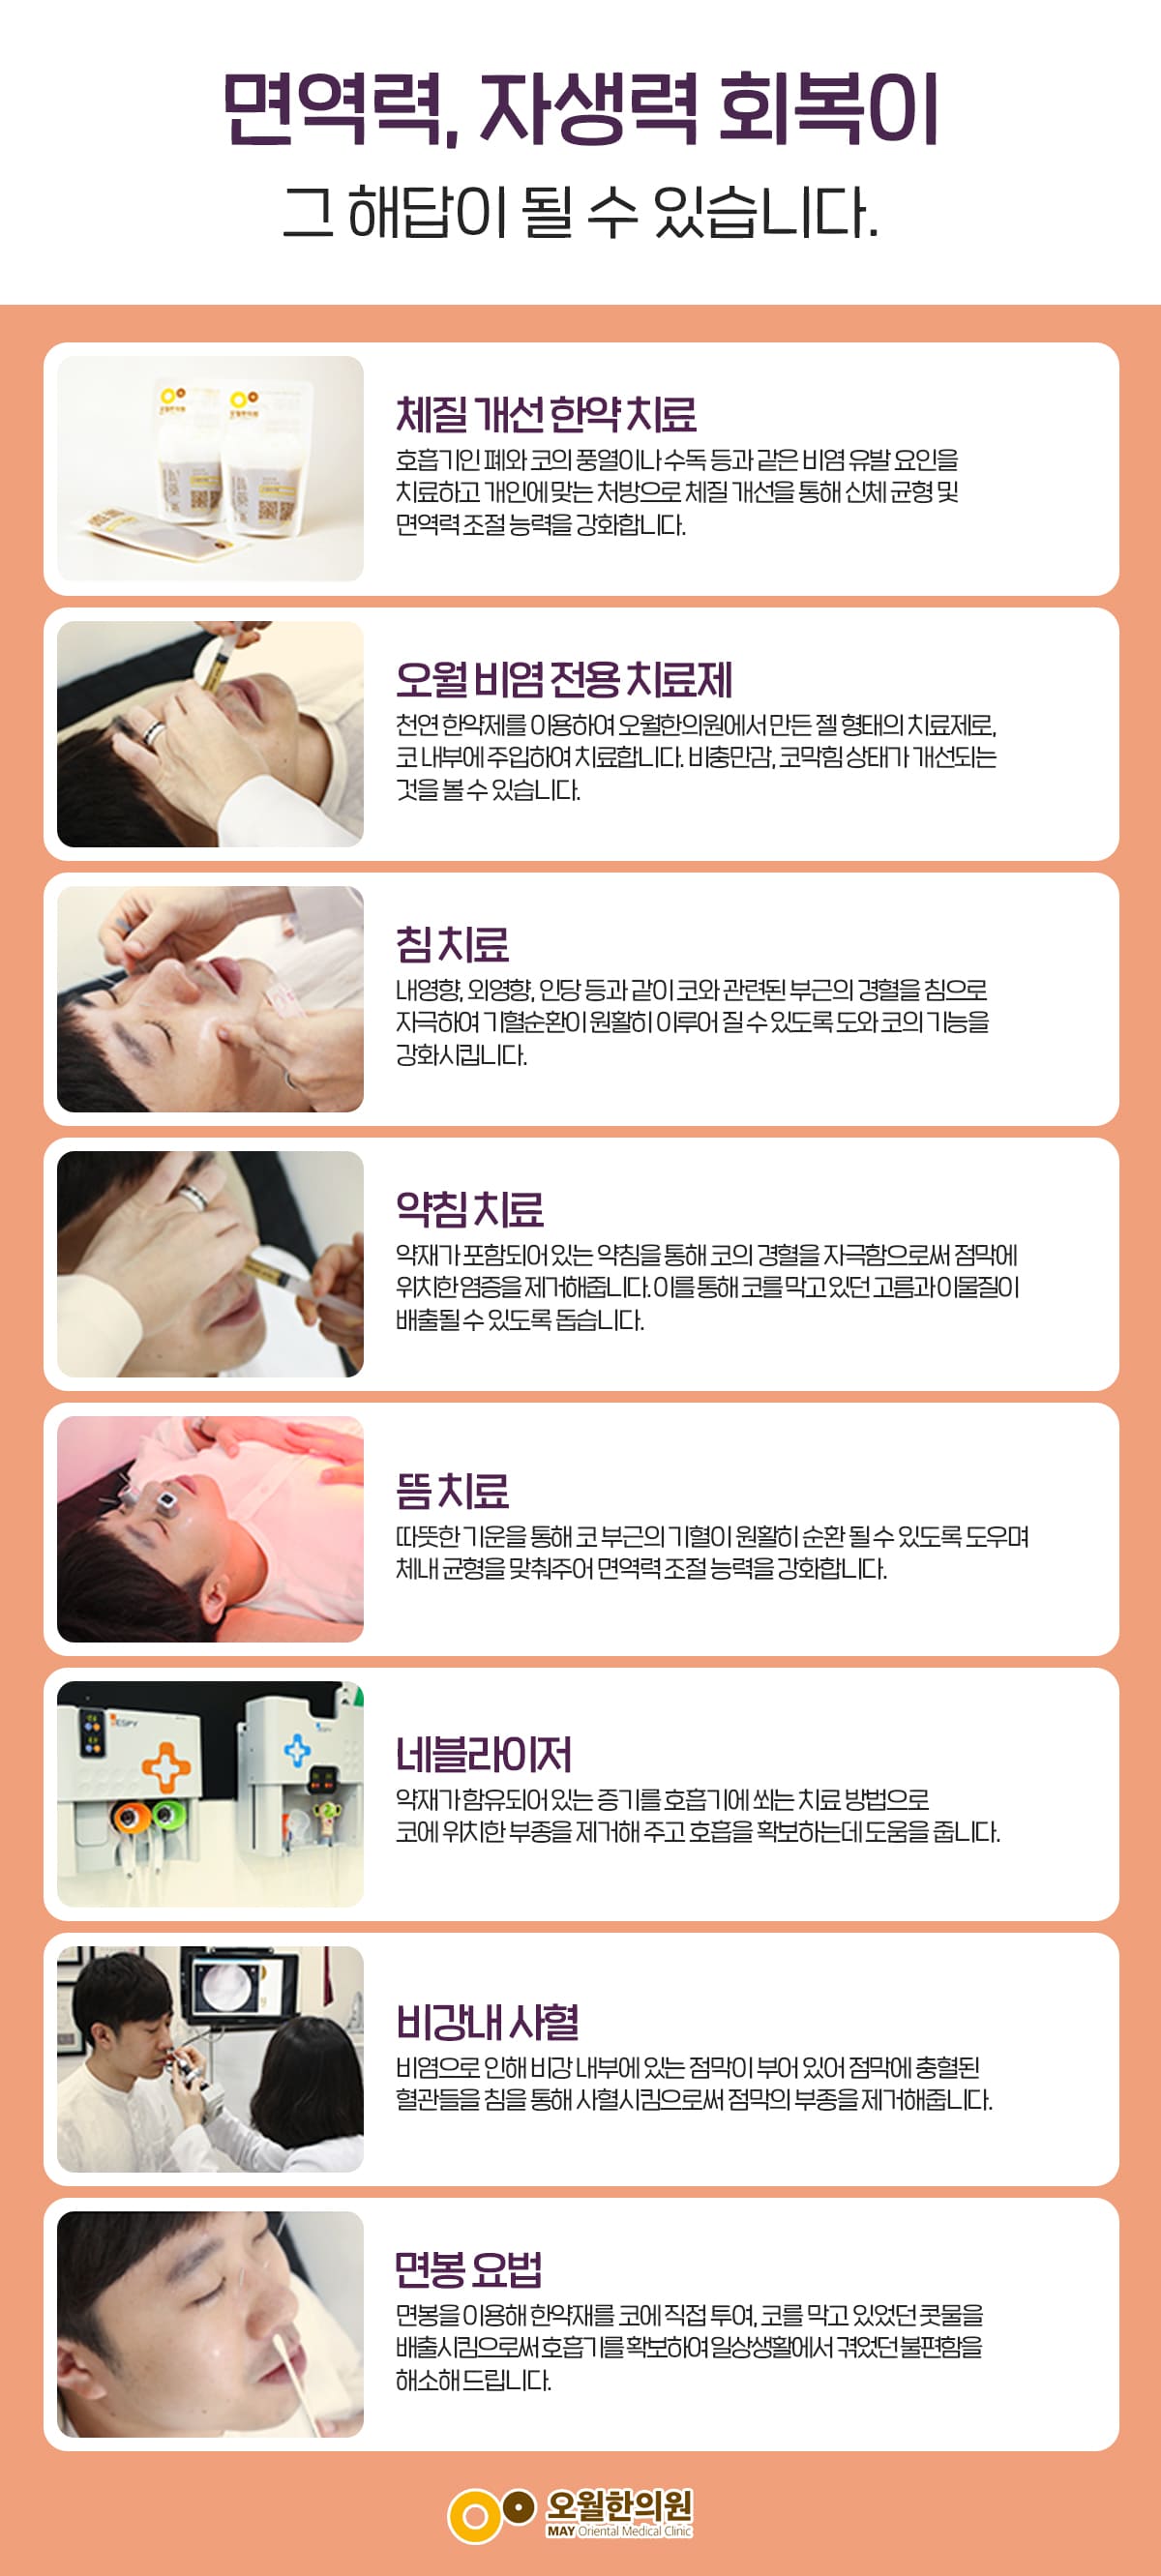 면역력, 자생력 회복이
그 해답이 될 수 있습니다.
오월한의원
체질 개선 한약 치료
호흡기인 폐와 코의 풍열이나 수독 등과 같은 비염 유발 요인을
치료하고 개인에 맞는 처방으로 체질 개선을 통해 신체 균형 및
면역력 조절 능력을 강화합니다.
오월 비염 전용 치료제
천연 한약제를 이용하여 오월한의원에서 만든 젤 형태의 치료제로,
코 내부에 주입하여 치료합니다. 비충만감, 코막힘 상태가 개선되는
것을 볼 수 있습니다.
침 치료
내영향, 외영향, 인당 등과 같이 코와 관련된 부근의 경혈을 침으로
자극하여 기혈순환이 원활히 이루어 질 수 있도록 도와 코의 기능을
강화시킵니다.
약침 치료
약재가 포함되어 있는 약침을 통해 코의 경혈을 자극함으로써 점막에
위치한 염증을 제거해줍니다. 이를 통해 코를 막고 있던 고름과 이물질이
배출될 수 있도록 돕습니다.
뜸 치료
따뜻한 기운을 통해 코 부근의 기혈이 원활히 순환 될 수 있도록 도우며
체내 균형을 맞춰주어 면역력 조절 능력을 강화합니다.
네블라이저
약재가 함유되어 있는 증기를 호흡기에 쐬는 치료 방법으로
코에 위치한 부종을 제거해 주고 호흡을 확보하는데 도움을 줍니다.
비강내 사혈
비염으로 인해 비강 내부에 있는 점막이 부어 있어 점막에 충혈된
혈관들을 침을 통해 사혈시킴으로써 점막의 부종을 제거해줍니다.
면봉 요법
면봉을 이용해 한약재를 코에 직접 투여, 코를 막고 있었던 콧물을
배출시킴으로써 호흡기를 확보하여 일상생활에서 겪었던 불편함을
해소해 드립니다.
오월한의원
MAY Oriental Medical Clinic